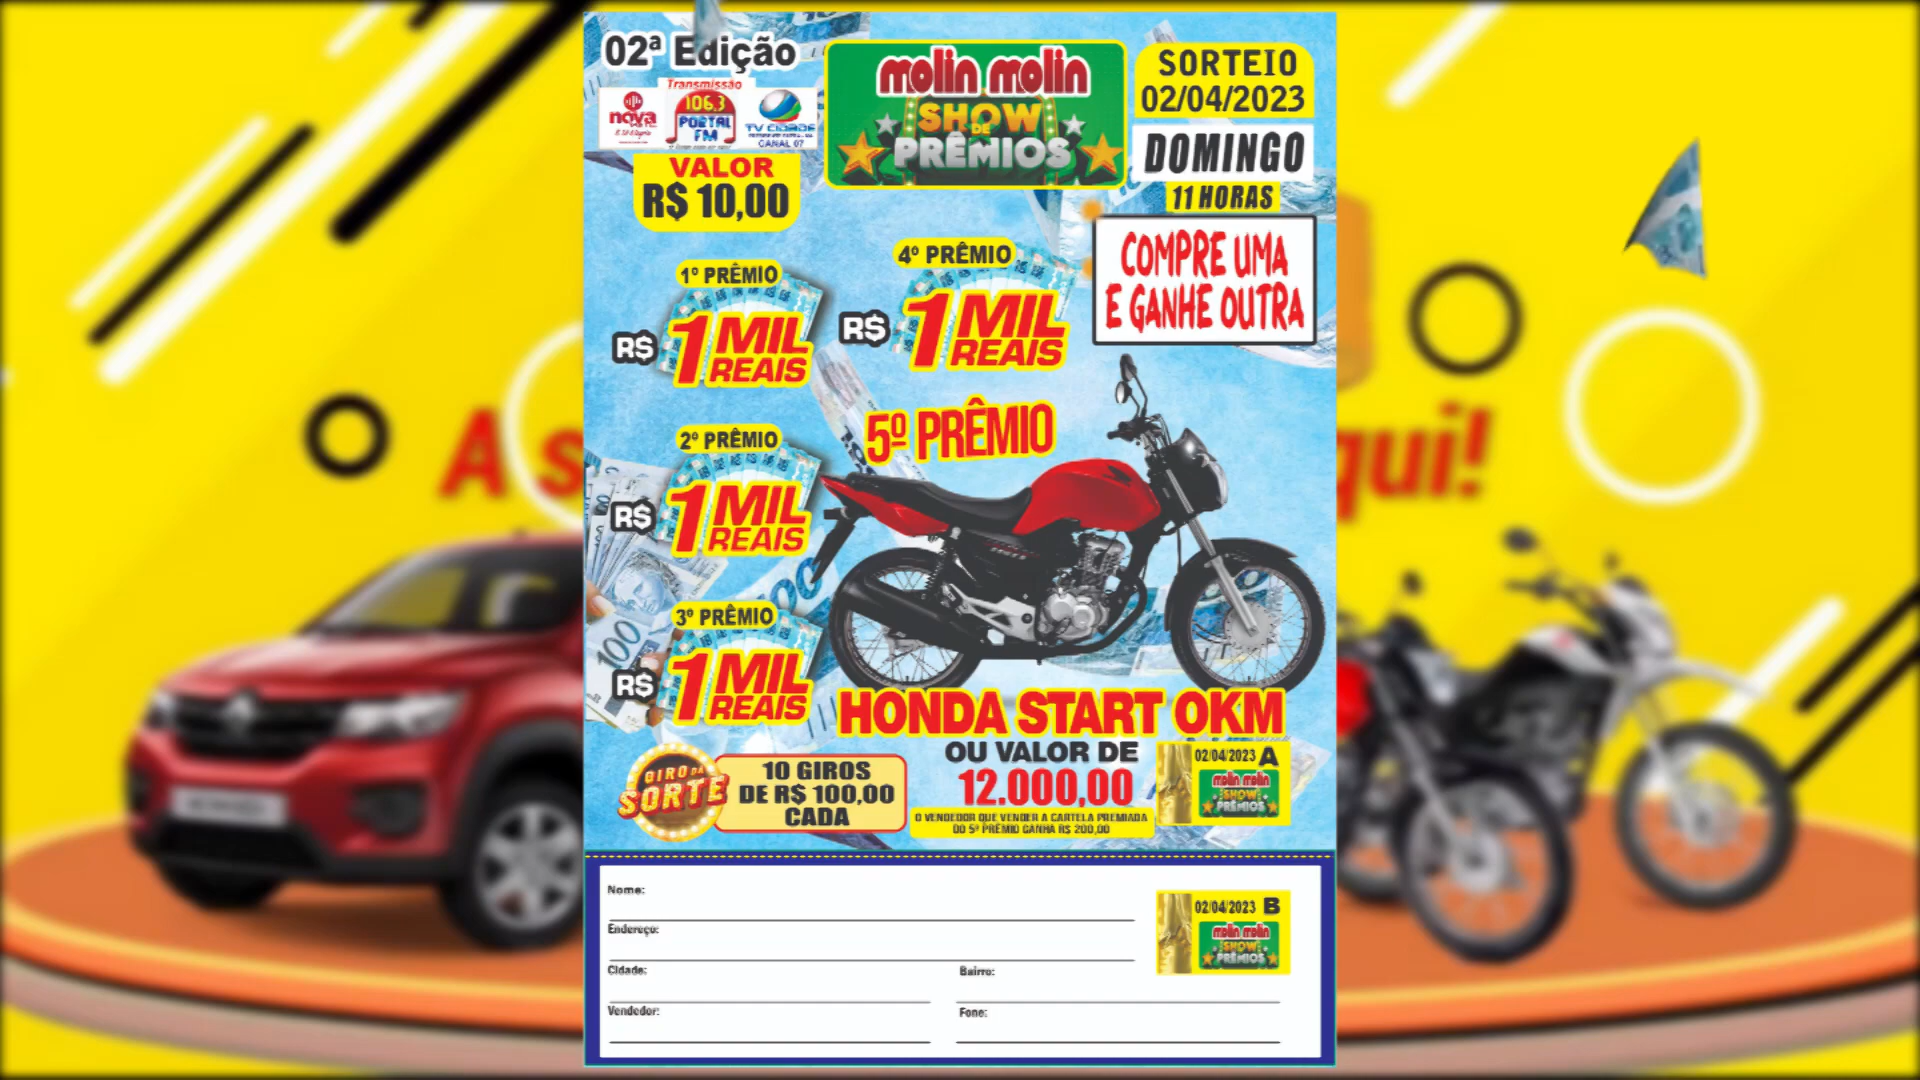 02ª Edição
Transmissão
nova
106.3
PORTAL
FM
TV CIDADE
CANAL 07
VALOR
R$ 10,00
molin molin
SHOW
DE
PRÊMIOS
SORTEIO
02/04/2023
DOMINGO
11 HORAS
COMPRE UMA
E GANHE OUTRA
1º PRÊMIO
R$ 1 MIL
REAIS
4º PRÊMIO
R$ 1 MIL
REAIS
2º PRÊMIO
R$ 1 MIL
REAIS
5º PRÊMIO
3º PRÊMIO
R$ 1 MIL
REAIS
HONDA START 0KM
OU VALOR DE
12.000,00
GIRO DA
SORTE
10 GIROS
DE R$ 100,00
CADA
O VENDEDOR QUE VENDER A CARTELA PREMIADA
DO 5º PRÊMIO GANHA R$ 200,00
02/04/2023 A
molin molin
SHOW
PRÊMIOS
Nome:
Endereço:
Cidade:
Bairro:
Vendedor:
Fone:
02/04/2023 B
molin molin
SHOW
PRÊMIOS
A s
qui!
100